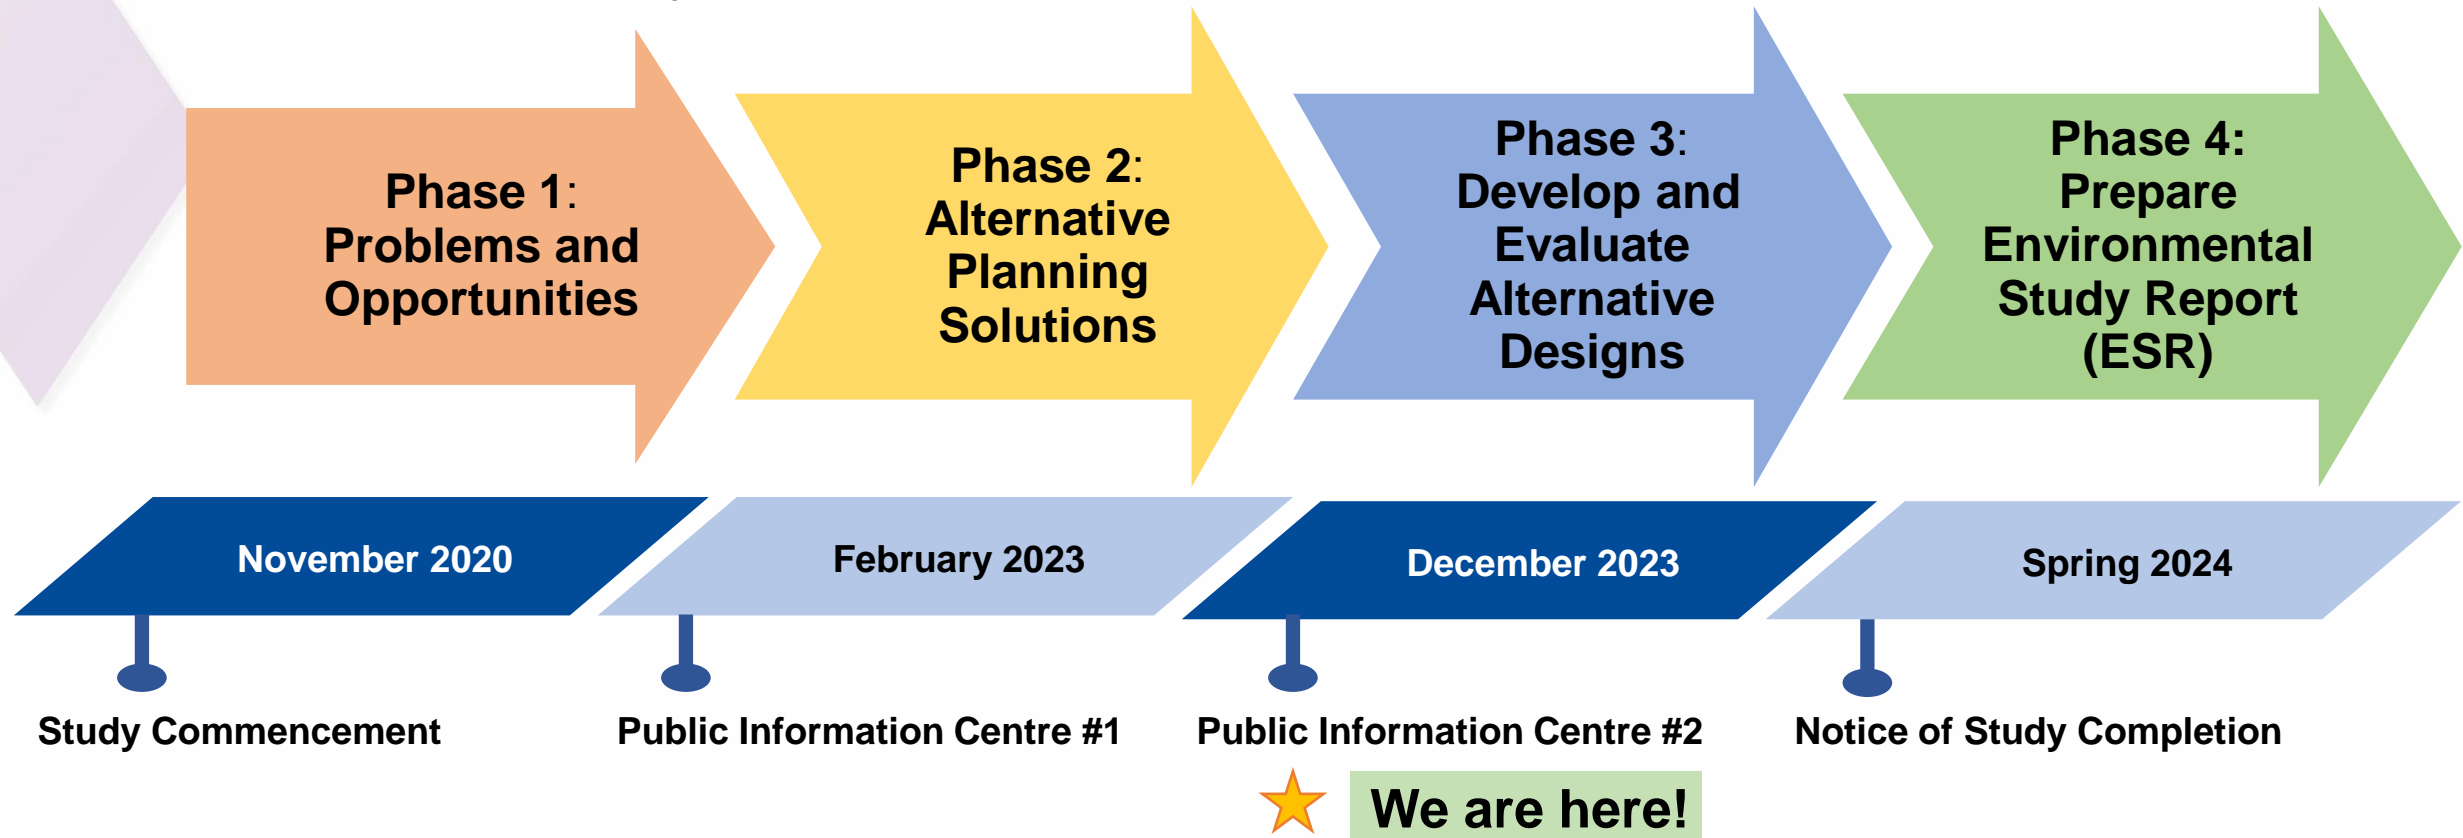 Phase 1:
Problems and
Opportunities
Phase 2:
Alternative
Planning
Solutions
Phase 3:
Develop and
Evaluate
Alternative
Designs
Phase 4:
Prepare
Environmental
Study Report
(ESR)
November 2020
February 2023
December 2023
Spring 2024
Study Commencement
Public Information Centre #1
Public Information Centre #2
Notice of Study Completion
We are here!